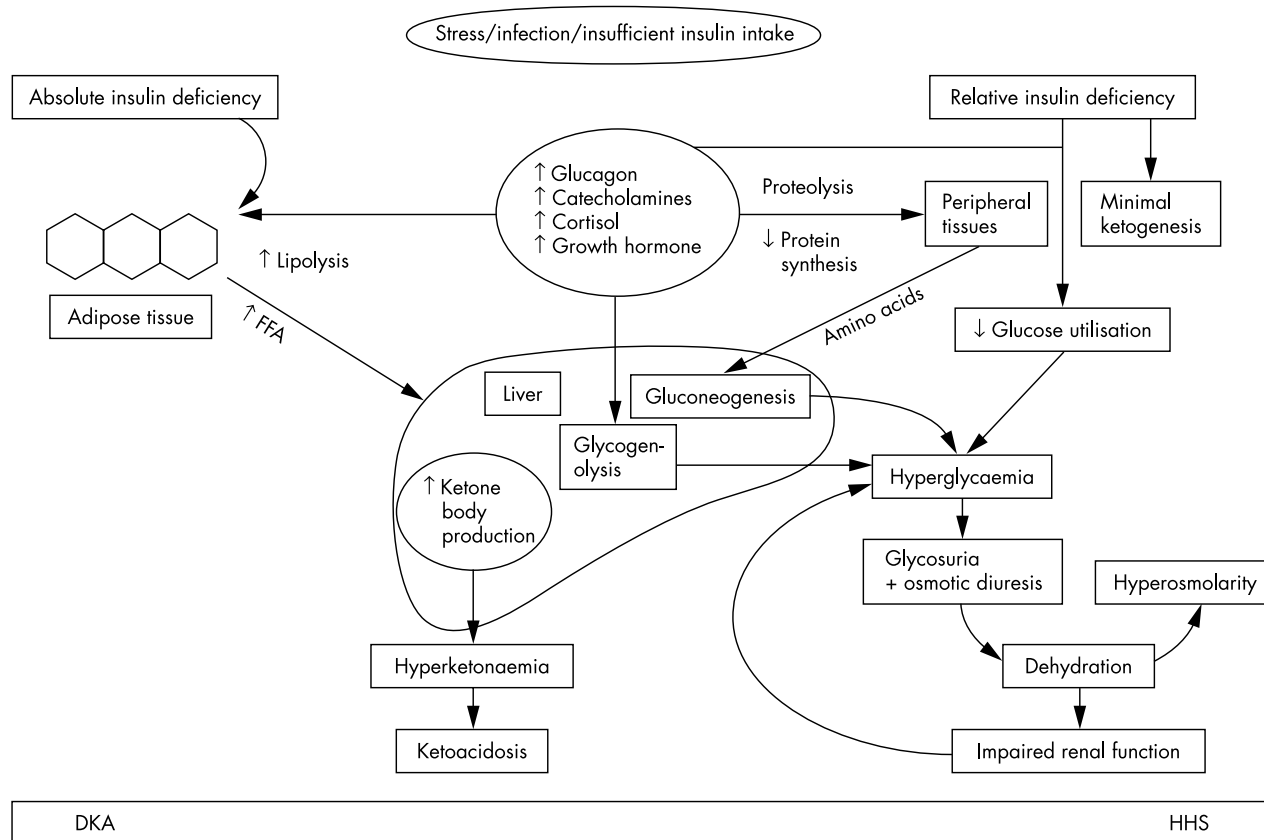 Stress/infection/insufficient insulin intake
Absolute insulin deficiency
Relative insulin deficiency
↑ Glucagon
↑ Catecholamines
↑ Cortisol
↑ Growth hormone
Proteolysis
↓ Protein
synthesis
Peripheral
tissues
Minimal
ketogenesis
↑ Lipolysis
Adipose tissue
↑ FFA
Amino acids
↓ Glucose utilisation
Liver
Gluconeogenesis
Glycogen-
olysis
Hyperglycaemia
↑ Ketone
body
production
Glycosuria
+ osmotic diuresis
Hyperosmolarity
Hyperketonaemia
Dehydration
Ketoacidosis
Impaired renal function
DKA
HHS